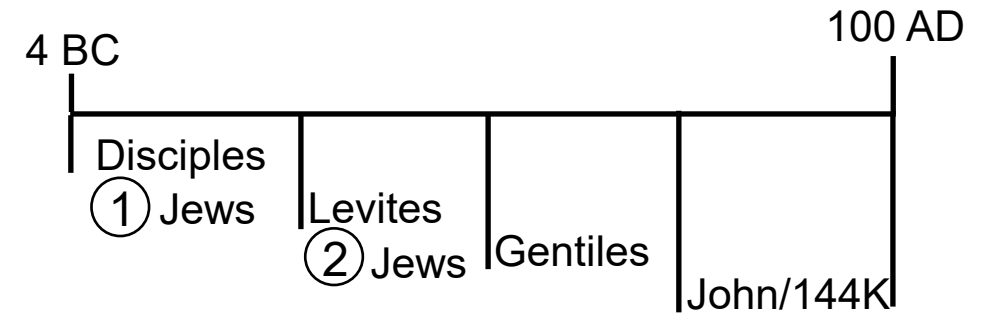 4 BC
100 AD
Disciples
① Jews
Levites
② Jews
Gentiles
John/144K